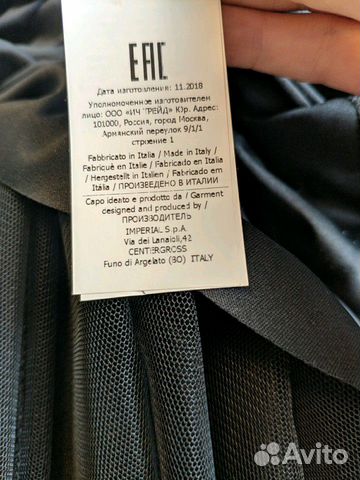 EAC
Дата изготовления: 11.2018
Уполномоченное изготовителем
лицо: ООО «ИЧ ТРЕЙД» Юр. Адрес:
101000, Россия, город Москва,
Армянский переулок 9/1/1
строение 1
Fabbricato in Italia / Made in Italy /
Fabriqué en Italie / Fabricado en Italia
/ Hergestellt in Italien / Fabricado em
Itália / ПРОИЗВЕДЕНО В ИТАЛИИ
Capo ideato e prodotto da / Garment
designed and produced by /
ПРОИЗВОДИТЕЛЬ
IMPERIAL S.p.A.
Via dei Lanaioli,42
CENTERGROSS
Funo di Argelato (BO) ITALY
Avito